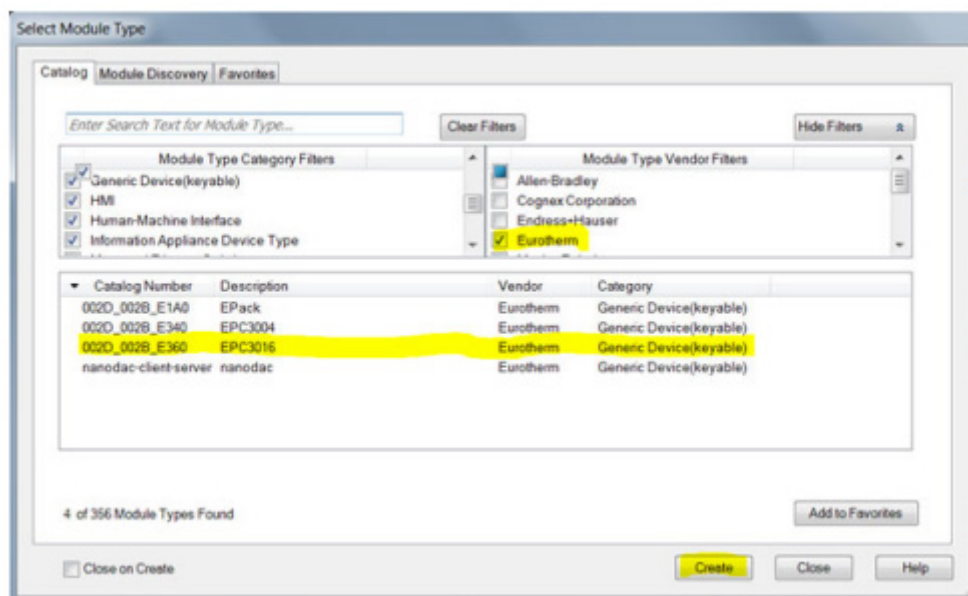 Select Module Type
Catalog Module Discovery Favorites
Enter Search Text for Module Type... Clear Filters Hide Filters
Module Type Category Filters Module Type Vendor Filters
Generic Device(keyable) Allen-Bradley
HMI Cognex Corporation
Human-Machine Interface Endress+Hauser
Information Appliance Device Type Eurotherm
Catalog Number Description Vendor Category
002D_002B_E1A0 EPack Eurotherm Generic Device(keyable)
002D_002B_E340 EPC3004 Eurotherm Generic Device(keyable)
002D_002B_E360 EPC3016 Eurotherm Generic Device(keyable)
nanodac-client-server nanodac Eurotherm Generic Device(keyable)
4 of 356 Module Types Found Add to Favorites
Close on Create Create Close Help